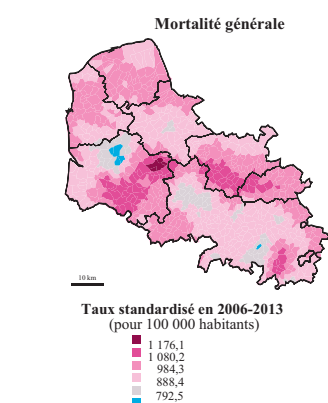 Mortalité générale
10 km
Taux standardisé en 2006-2013
(pour 100 000 habitants)
1 176,1
1 080,2
984,3
888,4
792,5